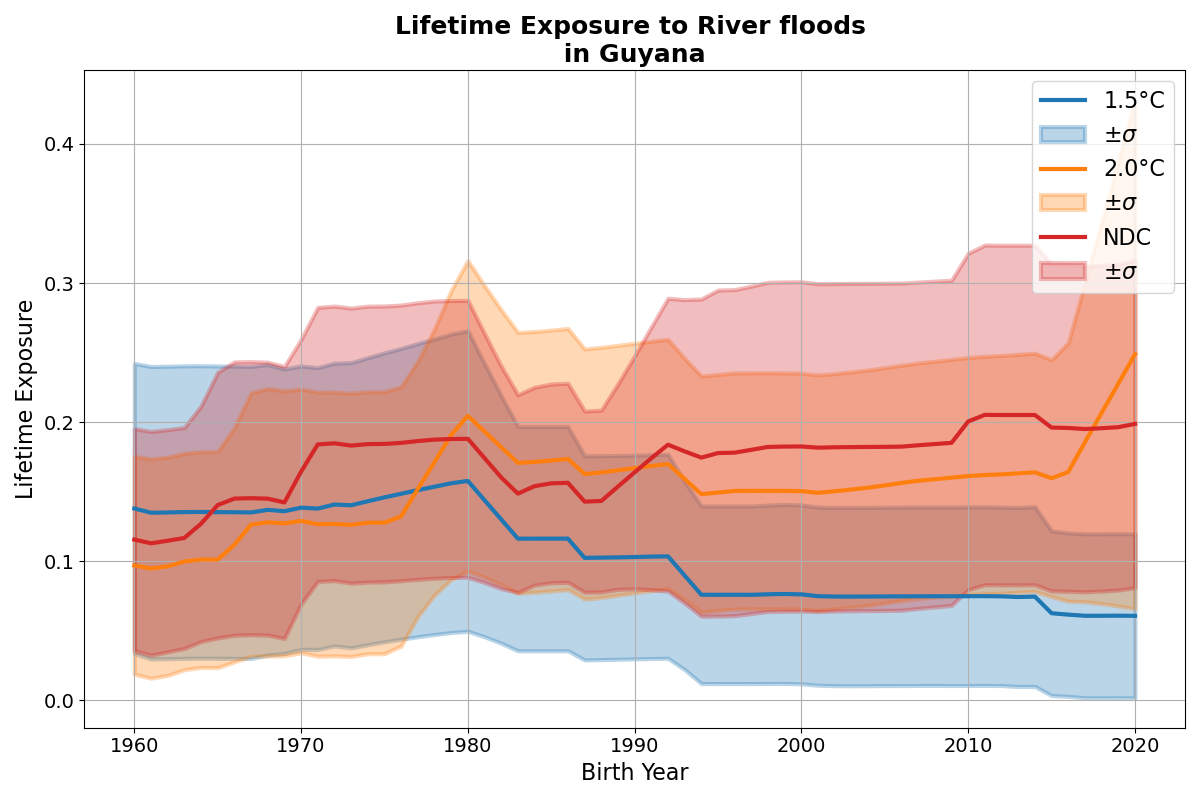 Lifetime Exposure to River floods
in Guyana
Lifetime Exposure
0.4
0.3
0.2
0.1
0.0
1960 1970 1980 1990 2000 2010 2020
Birth Year
1.5°C
±σ
2.0°C
±σ
NDC
±σ